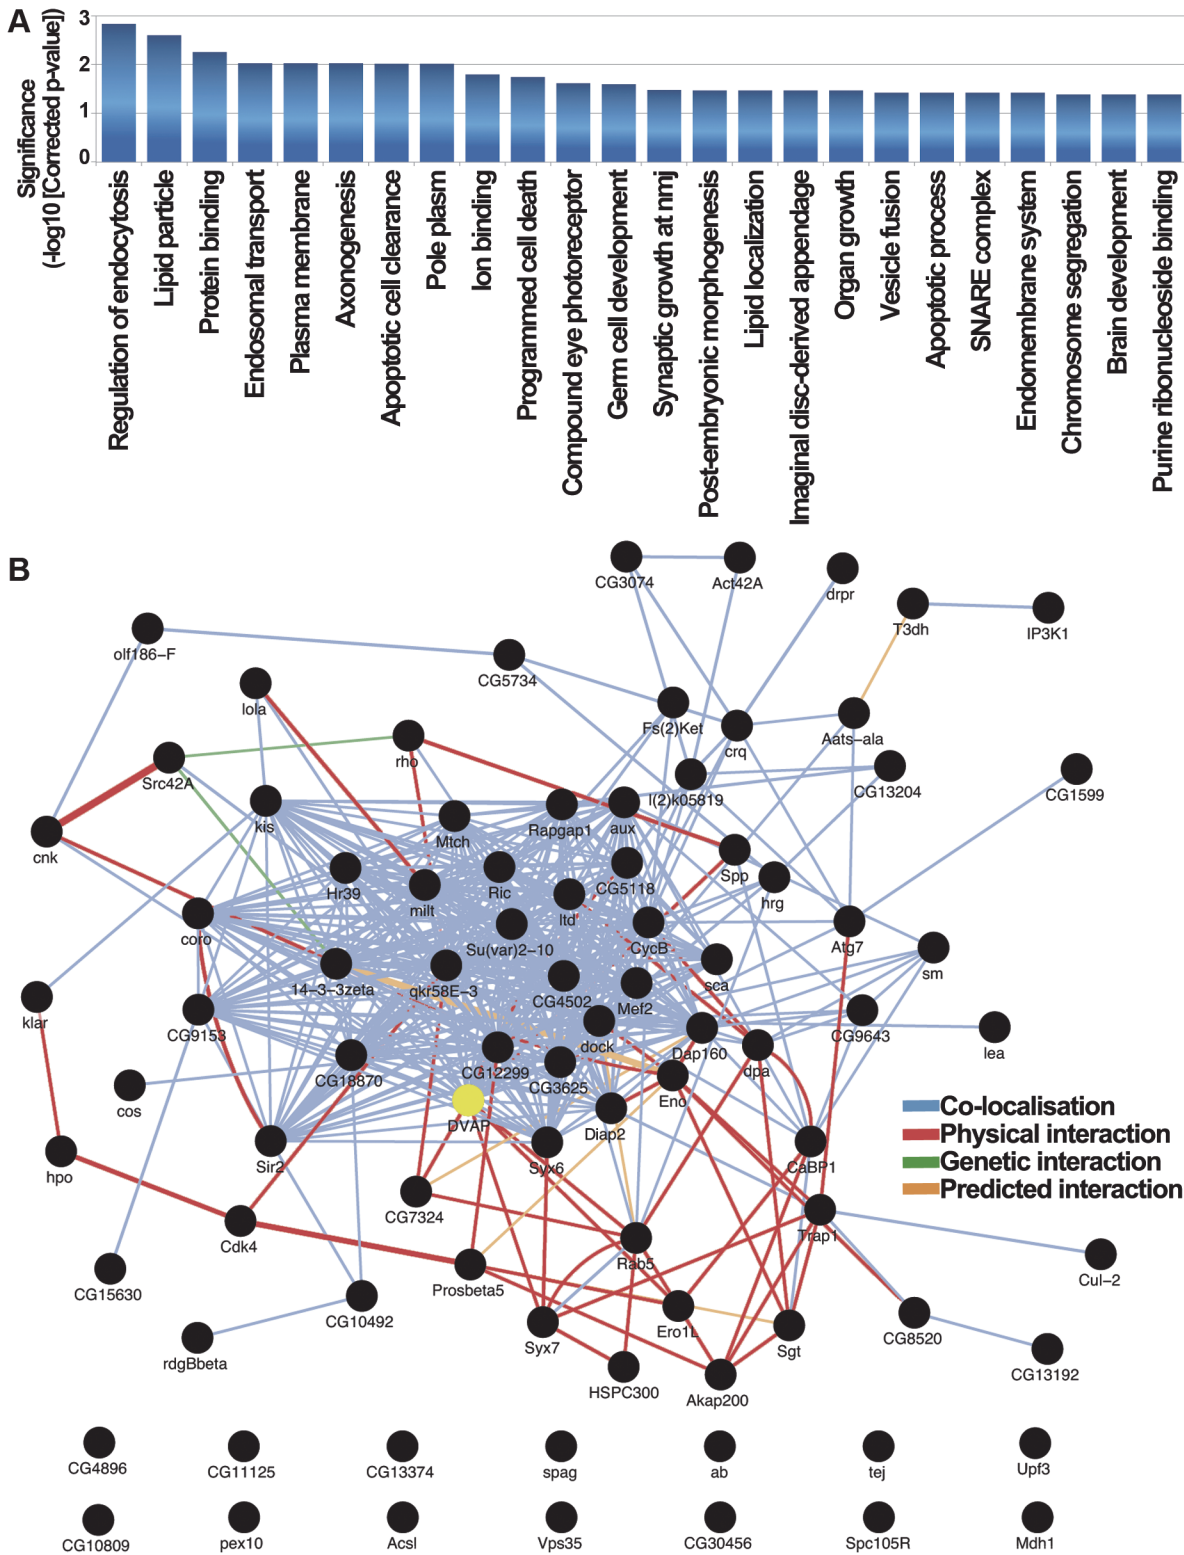 A
Significance
(-log10 [Corrected p-value])
3
2
1
0
Regulation of endocytosis
Lipid particle
Protein binding
Endosomal transport
Plasma membrane
Axonogenesis
Apoptotic cell clearance
Pole plasm
Ion binding
Programmed cell death
Compound eye photoreceptor
Germ cell development
Synaptic growth at nmj
Post-embryonic morphogenesis
Lipid localization
Imaginal disc-derived appendage
Organ growth
Vesicle fusion
Apoptotic process
SNARE complex
Endomembrane system
Chromosome segregation
Brain development
Purine ribonucleoside binding
B
CG3074
Act42A
drpr
T3dh
IP3K1
olf186-F
CG5734
lola
Fs(2)Ket
crq
Aats-ala
rho
Src42A
l(2)k05819
CG13204
CG1599
kis
Mtch
Rapgap1
aux
cnk
Hr39
milt
Ric
ltd
CG5118
Spp
hrg
coro
Su(var)2-10
CycB
Atg7
sm
14-3-3zeta
qkr58E-3
CG4502
Mef2
sca
klar
CG9153
dock
Dap160
dpa
CG9643
lea
CG18870
CG12299
CG3625
Eno
cos
DVAP
Diap2
Co-localisation
Physical interaction
Genetic interaction
Predicted interaction
hpo
Sir2
Syx6
CaBP1
CG7324
Cdk4
Rab5
Trap1
Cul-2
CG15630
Prosbeta5
CG10492
rdgBbeta
Syx7
Ero1L
Sgt
CG8520
CG13192
HSPC300
Akap200
CG4896
CG11125
CG13374
spag
ab
tej
Upf3
CG10809
pex10
Acsl
Vps35
CG30456
Spc105R
Mdh1